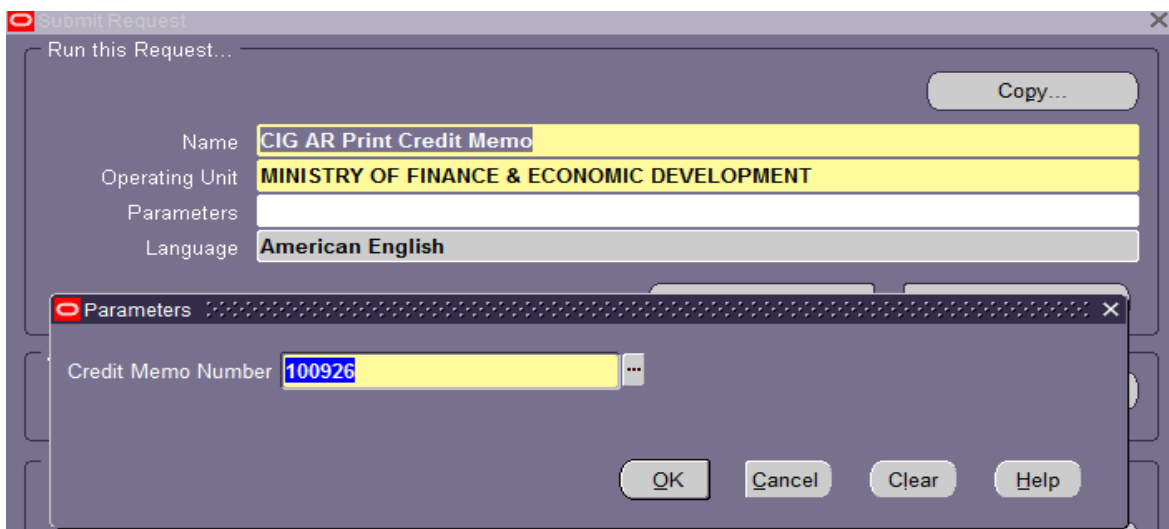 Submit Request
Run this Request...
Copy...
Name CIG AR Print Credit Memo
Operating Unit MINISTRY OF FINANCE & ECONOMIC DEVELOPMENT
Parameters
Language American English
Parameters
Credit Memo Number 100926 ...
OK Cancel Clear Help